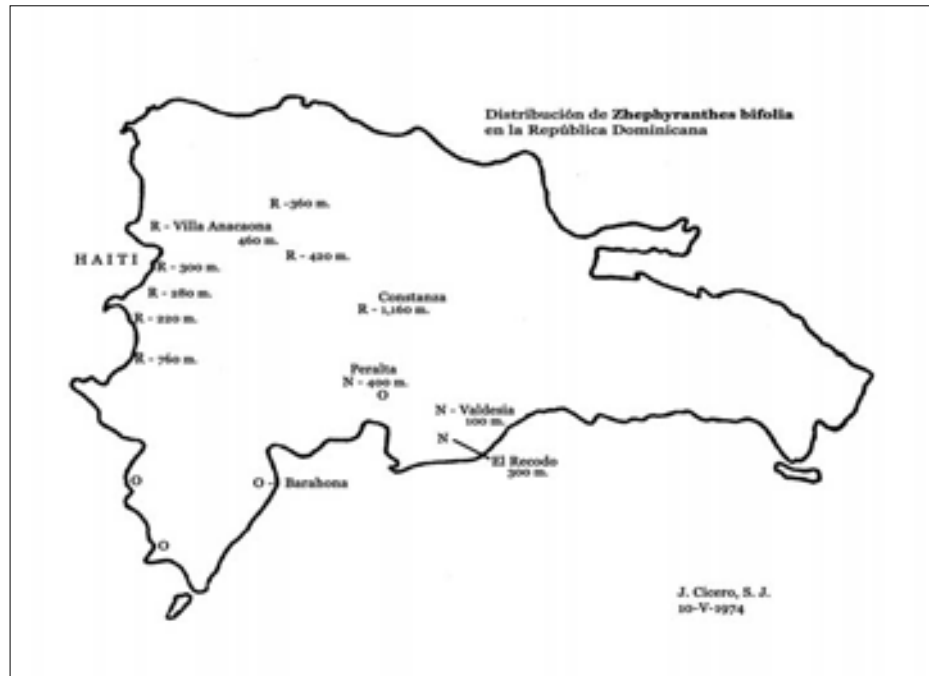 Distribución de Zhephyranthes bifolia
en la República Dominicana
R -360 m.
R - Villa Anacaona
460 m.
R - 420 m.
HAITI
R - 300 m.
R - 280 m.
Constanza
R - 1,160 m.
R - 220 m.
R - 760 m.
Peralta
N - 400 m.
O
N - Valdesia
100 m.
N
El Recodo
300 m.
O
O - Barahona
O
J. Cicero, S. J.
10-V-1974